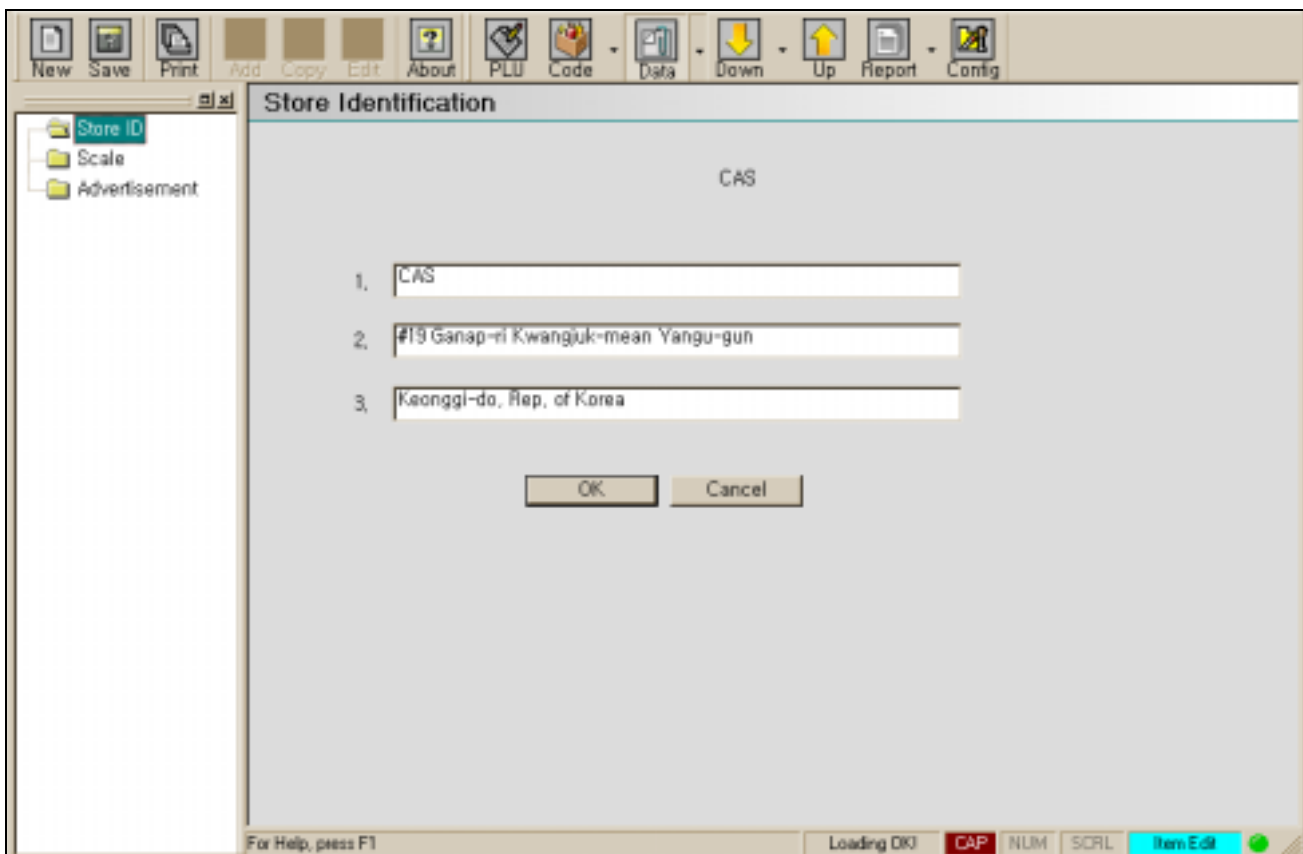 New Save Print Add Copy Edit About PLU Code Data Down Up Report Config
Store Identification
Store ID
Scale
Advertisement
CAS
1. CAS
2. #19 Ganap-ri Kwangjuk-mean Yangu-gun
3. Keonggi-do, Rep. of Korea
OK Cancel
For Help, press F1 Loading OK! CAP NUM SCRL Item Edit